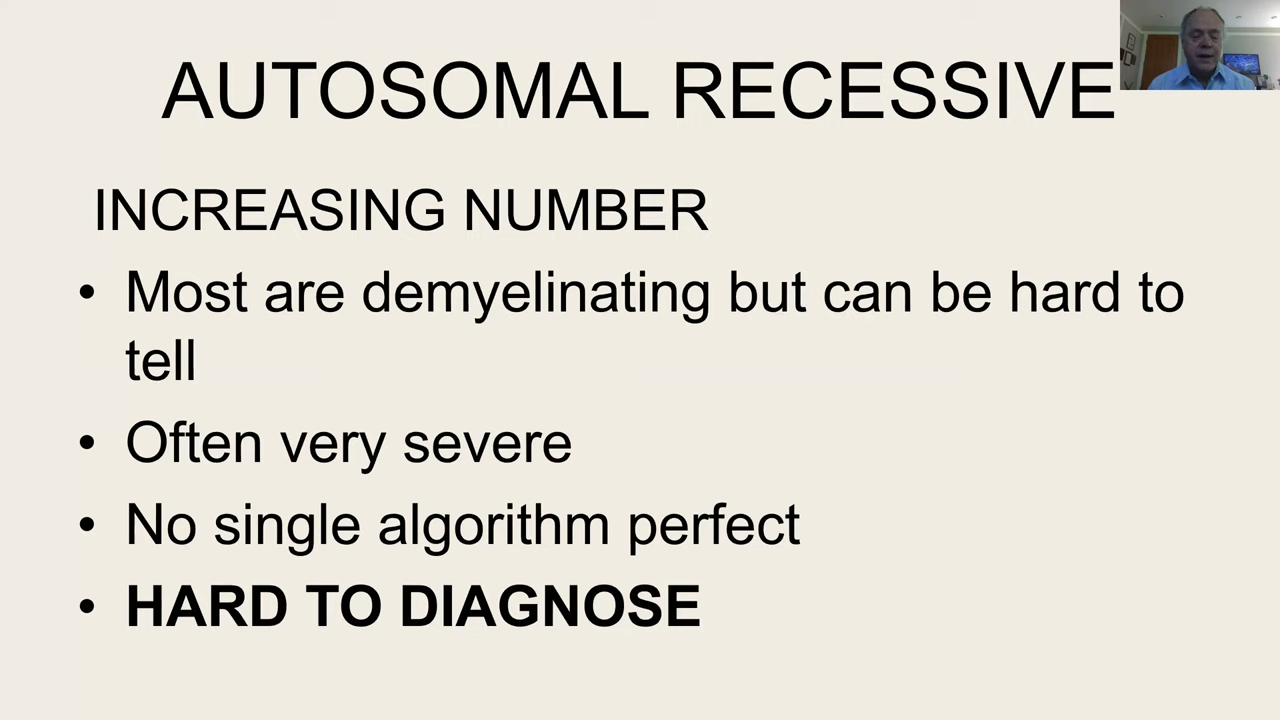 AUTOSOMAL RECESSIVE
INCREASING NUMBER
• Most are demyelinating but can be hard to
tell
• Often very severe
• No single algorithm perfect
• HARD TO DIAGNOSE